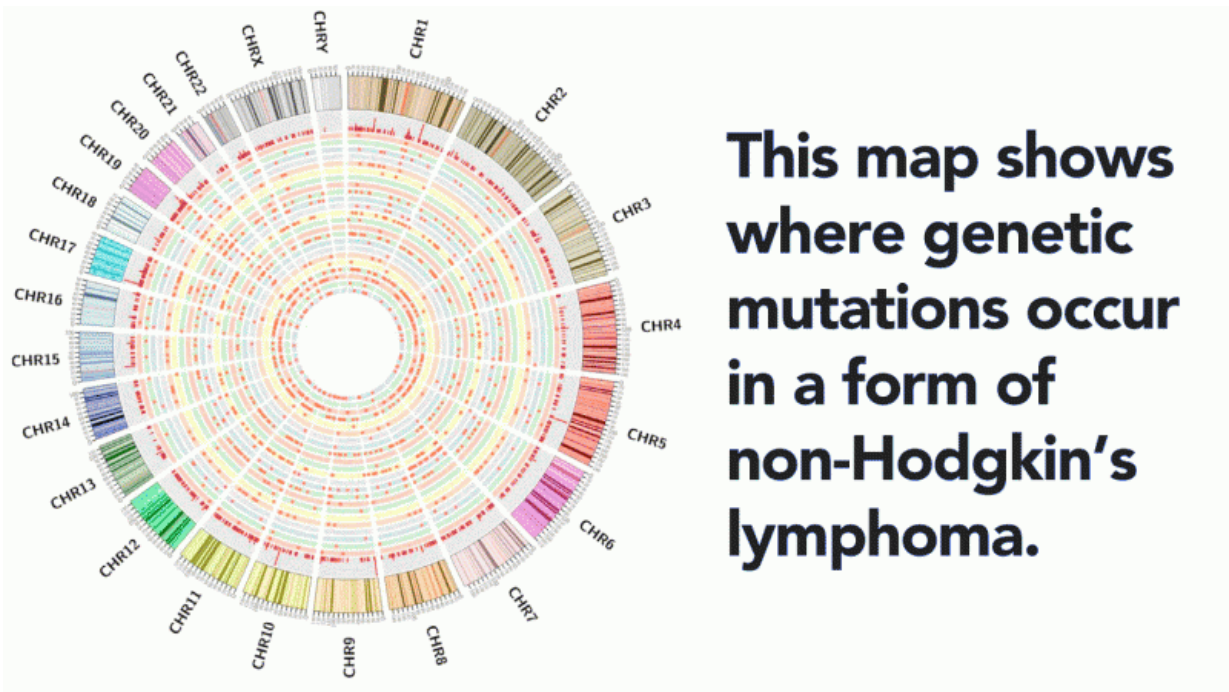 CHR1
CHR2
CHR3
CHR4
CHR5
CHR6
CHR7
CHR8
CHR9
CHR10
CHR11
CHR12
CHR13
CHR14
CHR15
CHR16
CHR17
CHR18
CHR19
CHR20
CHR21
CHR22
CHRX
CHRY
This map shows
where genetic
mutations occur
in a form of
non-Hodgkin’s
lymphoma.